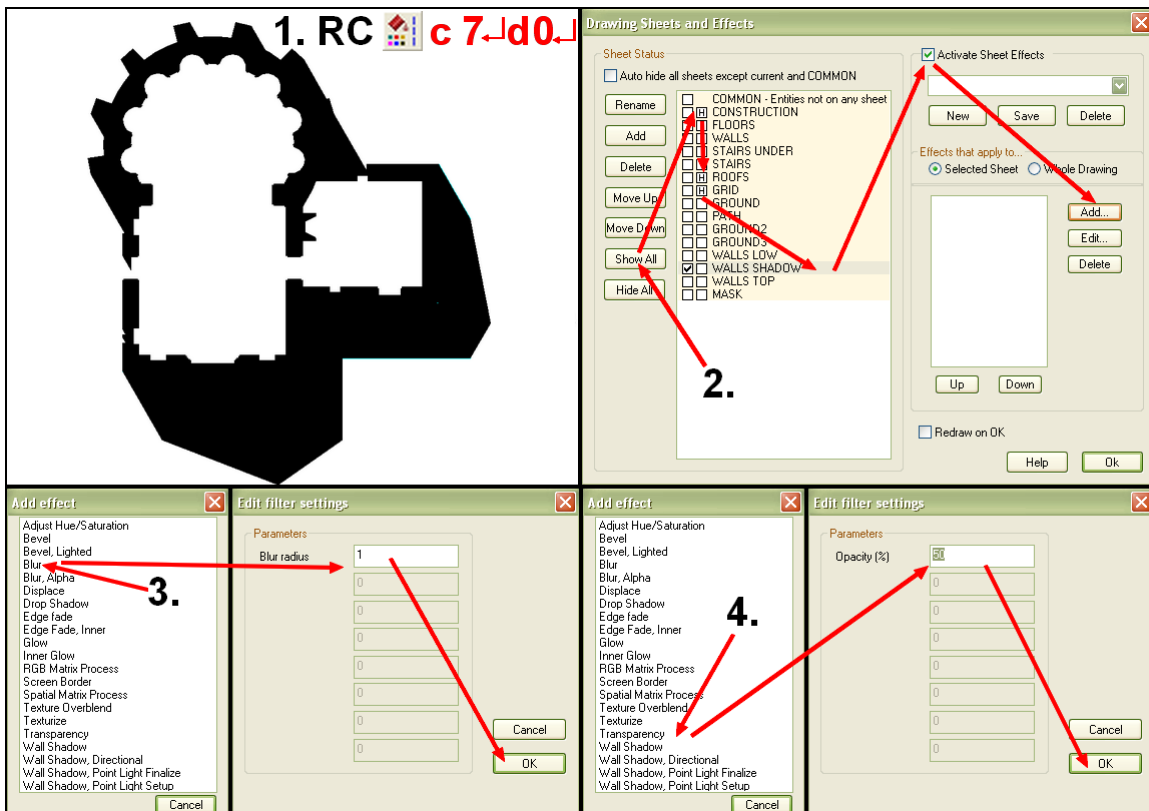 1. RC c 7↵d0↵
Drawing Sheets and Effects
Sheet Status
Auto hide all sheets except current and COMMON
Rename
Add
Delete
Move Up
Move Down
Show All
Hide All
COMMON - Entities not on any sheet
H CONSTRUCTION
FLOORS
WALLS
STAIRS UNDER
STAIRS
H ROOFS
H GRID
GROUND
PATH
GROUND2
GROUND3
WALLS LOW
WALLS SHADOW
WALLS TOP
MASK
2.
Activate Sheet Effects
New Save Delete
Effects that apply to...
Selected Sheet Whole Drawing
Add...
Edit...
Delete
Up Down
Redraw on OK
Help Ok
Add effect
Adjust Hue/Saturation
Bevel
Bevel, Lighted
Blur
Blur, Alpha
Displace
Drop Shadow
Edge fade
Edge Fade, Inner
Glow
Inner Glow
RGB Matrix Process
Screen Border
Spatial Matrix Process
Texture Overblend
Texturize
Transparency
Wall Shadow
Wall Shadow, Directional
Wall Shadow, Point Light Finalize
Wall Shadow, Point Light Setup
Cancel
3.
Edit filter settings
Parameters
Blur radius 1
0
0
0
0
0
0
0
Cancel
OK
Add effect
Adjust Hue/Saturation
Bevel
Bevel, Lighted
Blur
Blur, Alpha
Displace
Drop Shadow
Edge fade
Edge Fade, Inner
Glow
Inner Glow
RGB Matrix Process
Screen Border
Spatial Matrix Process
Texture Overblend
Texturize
Transparency
Wall Shadow
Wall Shadow, Directional
Wall Shadow, Point Light Finalize
Wall Shadow, Point Light Setup
Cancel
4.
Edit filter settings
Parameters
Opacity (%) 50
0
0
0
0
0
0
0
Cancel
OK